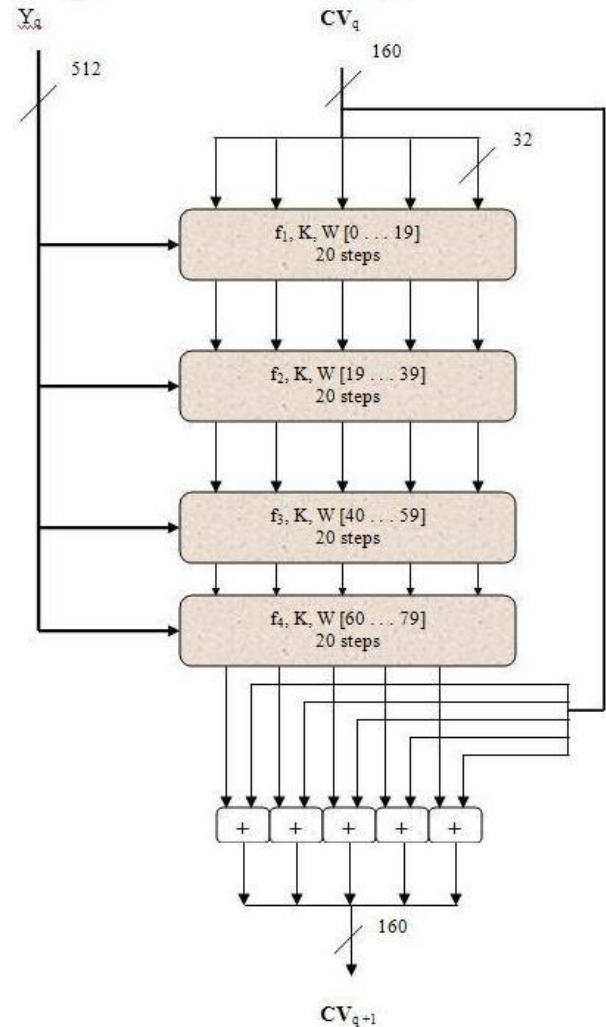 Yq
CVq
512
160
32
f1, K, W [0 . . . 19]
20 steps
f2, K, W [19 . . . 39]
20 steps
f3, K, W [40 . . . 59]
20 steps
f4, K, W [60 . . . 79]
20 steps
+ + + + +
160
CVq+1